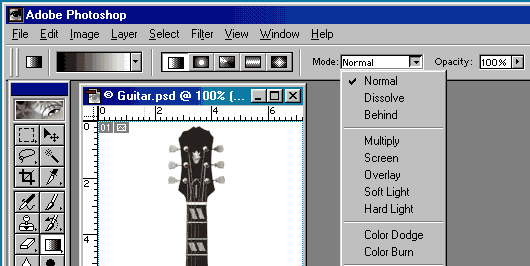 Adobe Photoshop
File Edit Image Layer Select Filter View Window Help
Mode: Normal Opacity: 100%
© Guitar.psd @ 100% (...
Normal
Dissolve
Behind
Multiply
Screen
Overlay
Soft Light
Hard Light
Color Dodge
Color Burn
0 2 4 6
01
0
2
4